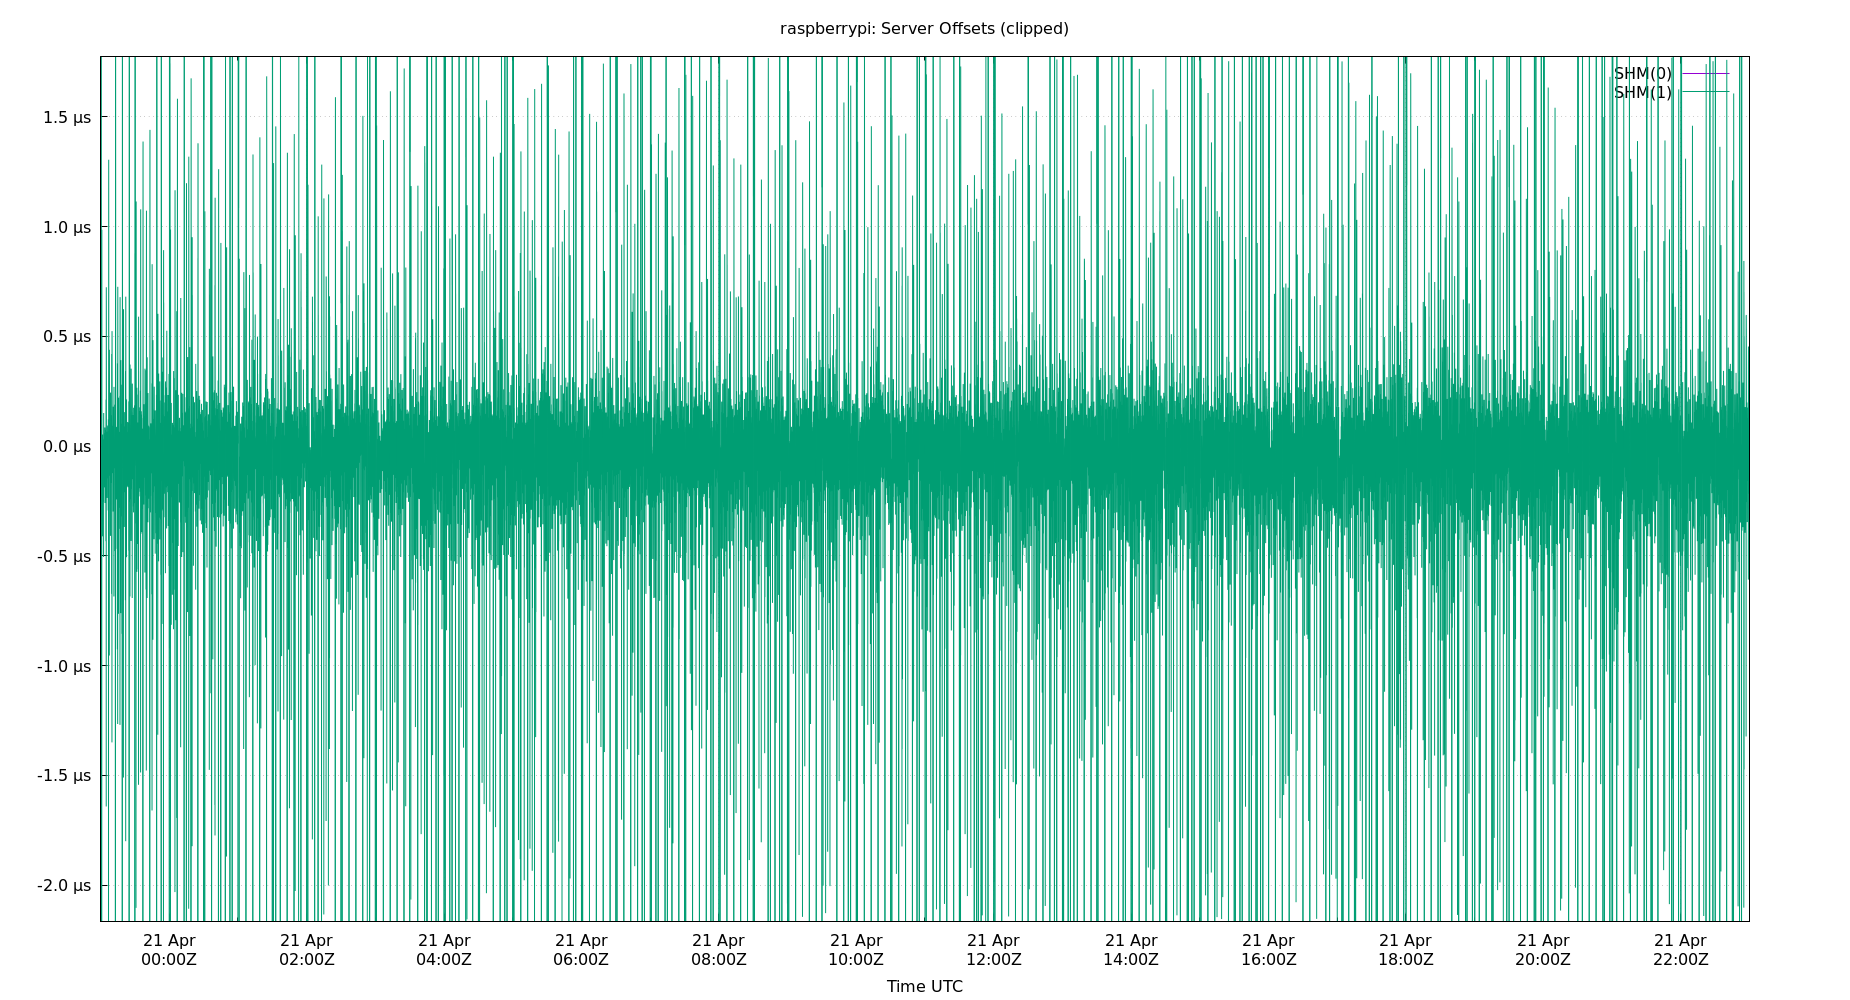 raspberrypi: Server Offsets (clipped)
SHM(0)
SHM(1)
1.5 µs
1.0 µs
0.5 µs
0.0 µs
-0.5 µs
-1.0 µs
-1.5 µs
-2.0 µs
21 Apr 21 Apr 21 Apr 21 Apr 21 Apr 21 Apr 21 Apr 21 Apr 21 Apr 21 Apr 21 Apr 21 Apr
00:00Z 02:00Z 04:00Z 06:00Z 08:00Z 10:00Z 12:00Z 14:00Z 16:00Z 18:00Z 20:00Z 22:00Z
Time UTC